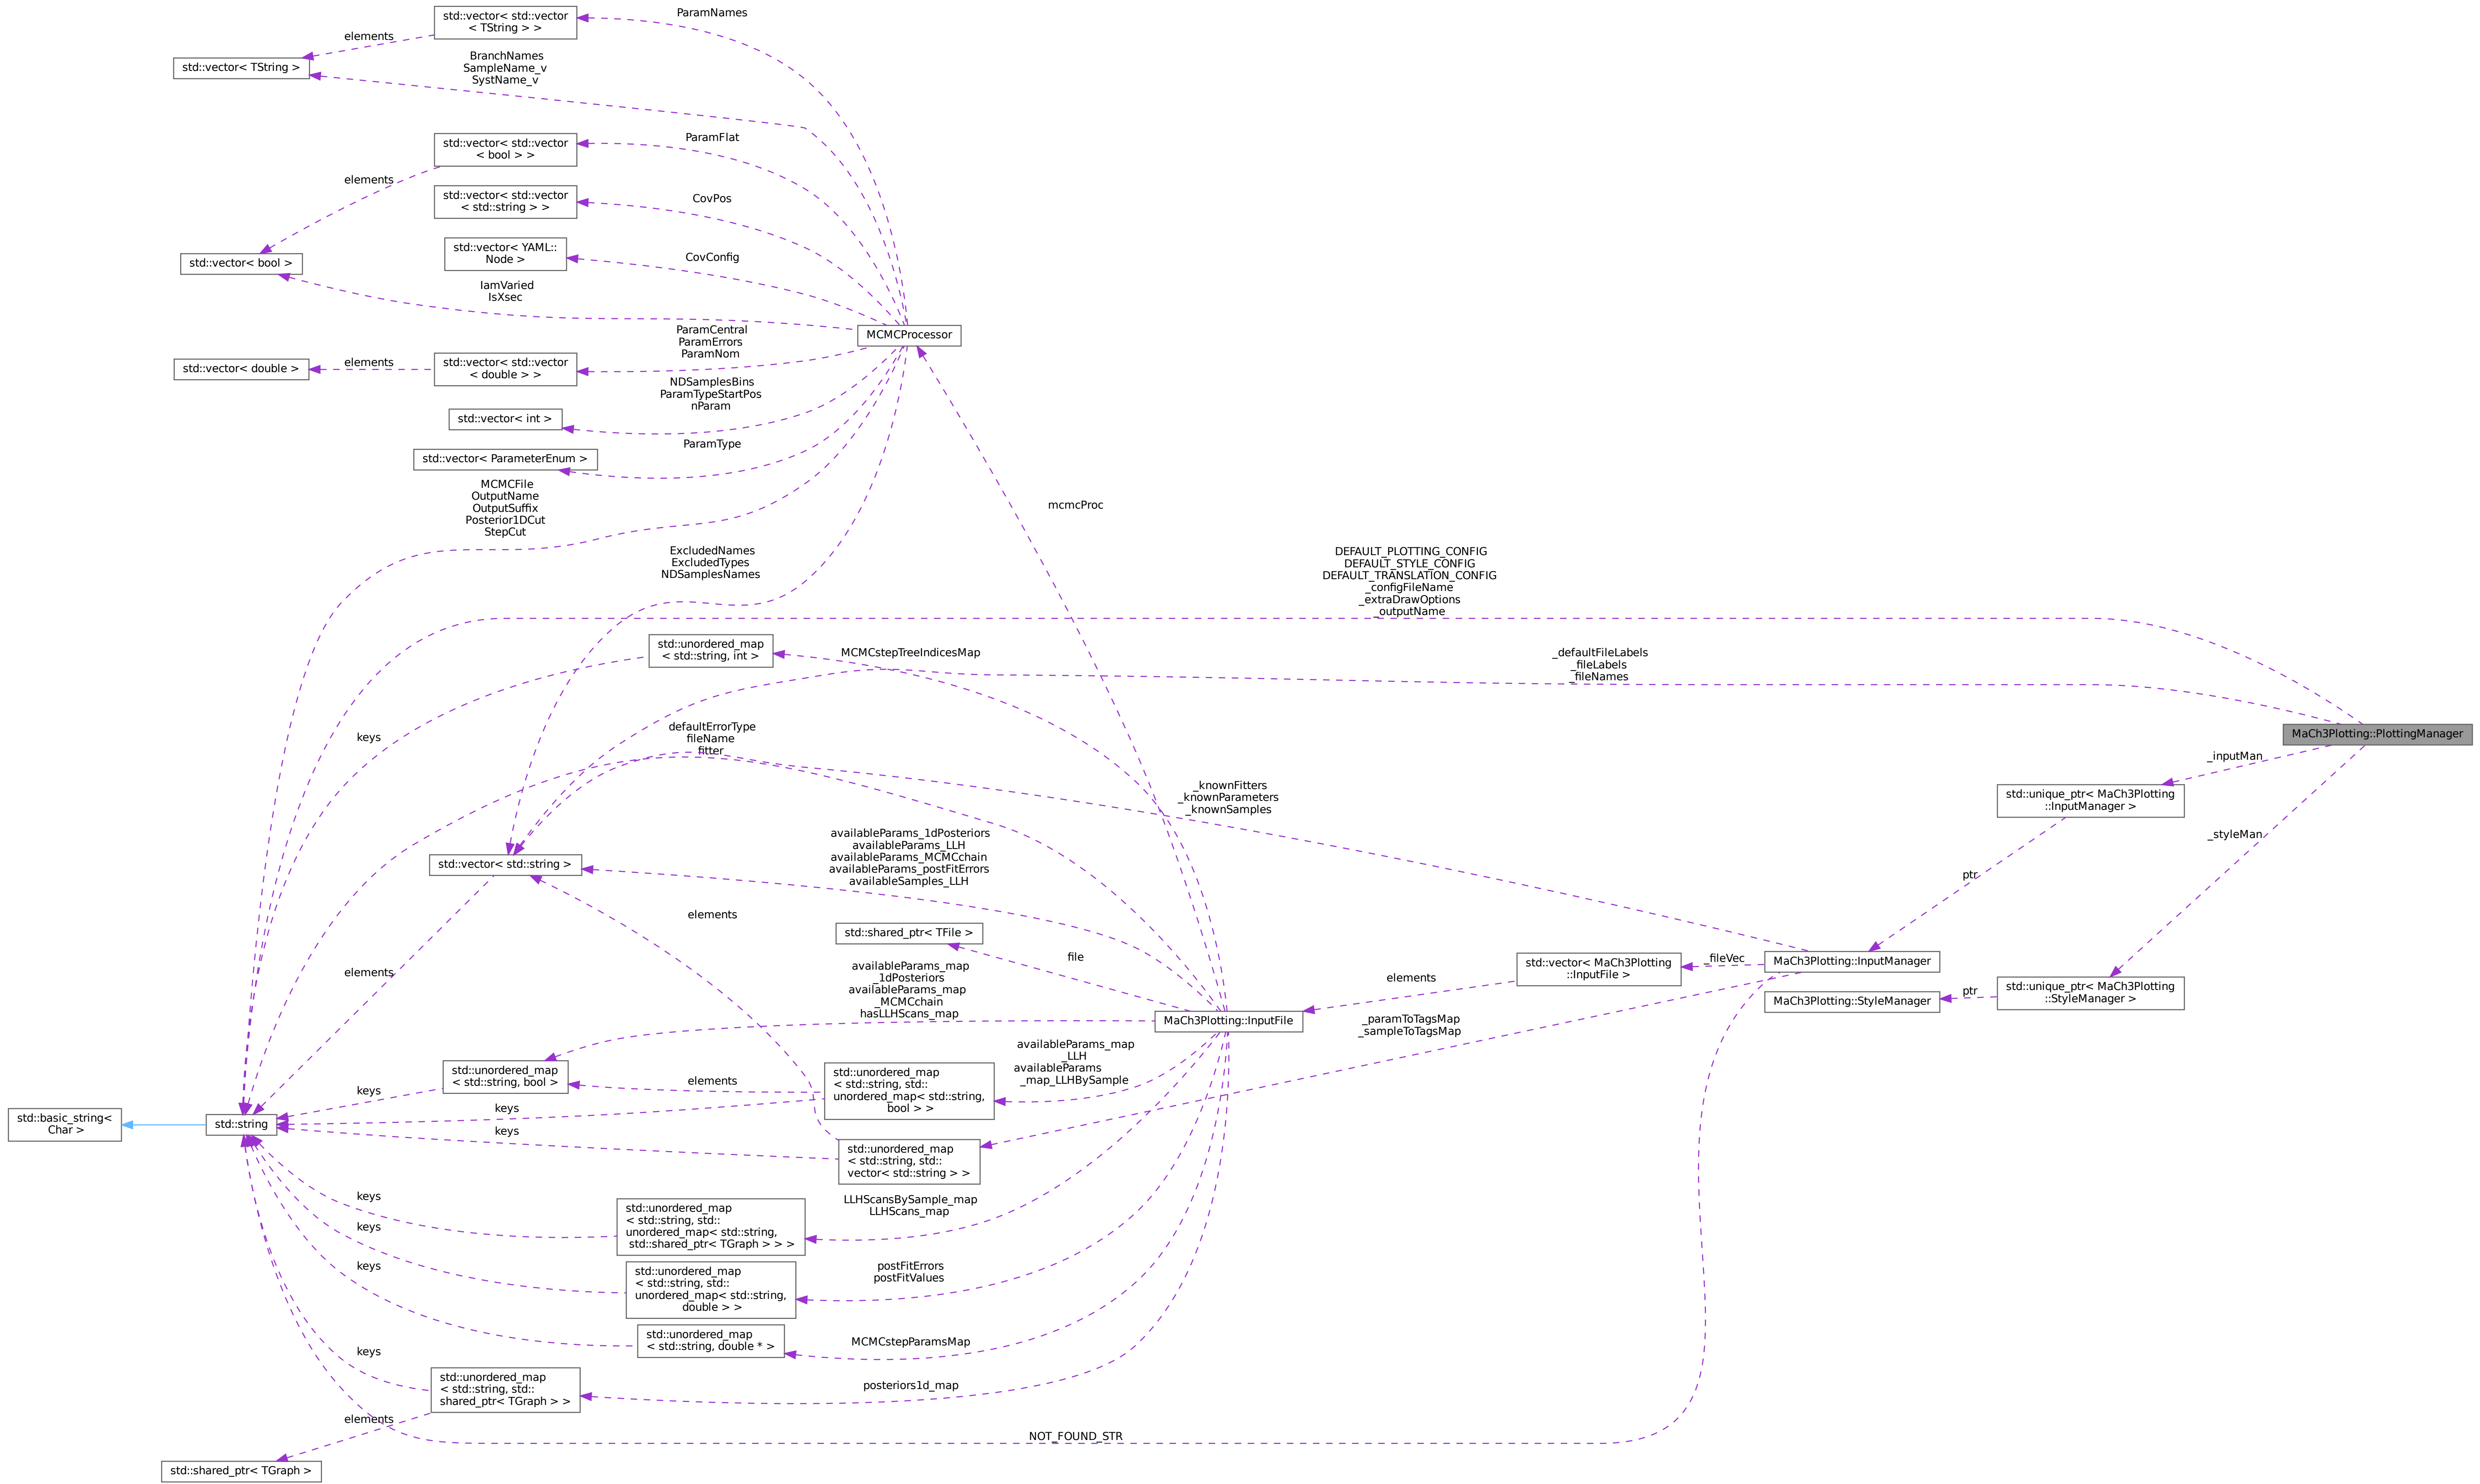 std::vector< std::vector
< TString > >
ParamNames
elements
std::vector< TString >
BranchNames
SampleName_v
SystName_v
std::vector< std::vector
< bool > >
ParamFlat
elements
std::vector< std::vector
< std::string > >
CovPos
std::vector< YAML::
Node >
CovConfig
std::vector< bool >
IamVaried
IsXsec
MCMCProcessor
ParamCentral
ParamErrors
ParamNom
std::vector< double >
elements
std::vector< std::vector
< double > >
NDSamplesBins
ParamTypeStartPos
nParam
std::vector< int >
ParamType
std::vector< ParameterEnum >
MCMCFile
OutputName
OutputSuffix
Posterior1DCut
StepCut
mcmcProc
ExcludedNames
ExcludedTypes
NDSamplesNames
DEFAULT_PLOTTING_CONFIG
DEFAULT_STYLE_CONFIG
DEFAULT_TRANSLATION_CONFIG
_configFileName
_extraDrawOptions
_outputName
std::unordered_map
< std::string, int >
MCMCstepTreeIndicesMap
_defaultFileLabels
_fileLabels
_fileNames
keys
defaultErrorType
fileName
fitter
MaCh3Plotting::PlottingManager
_inputMan
std::unique_ptr< MaCh3Plotting
::InputManager >
_knownFitters
_knownParameters
_knownSamples
_styleMan
availableParams_1dPosteriors
availableParams_LLH
availableParams_MCMCchain
availableParams_postFitErrors
availableSamples_LLH
std::vector< std::string >
ptr
elements
std::shared_ptr< TFile >
file
elements
availableParams_map
_1dPosteriors
availableParams_map
_MCMCchain
hasLLHScans_map
elements
std::vector< MaCh3Plotting
::InputFile >
_fileVec
MaCh3Plotting::InputManager
MaCh3Plotting::StyleManager
ptr
std::unique_ptr< MaCh3Plotting
::StyleManager >
MaCh3Plotting::InputFile
_paramToTagsMap
_sampleToTagsMap
availableParams_map
_LLH
availableParams
_map_LLHBySample
std::unordered_map
< std::string, bool >
elements
std::unordered_map
< std::string, std::
unordered_map< std::string,
bool > >
keys
keys
std::basic_string<
Char >
std::string
keys
std::unordered_map
< std::string, std::
vector< std::string > >
keys
LLHScansBySample_map
LLHScans_map
std::unordered_map
< std::string, std::
unordered_map< std::string,
std::shared_ptr< TGraph > > >
keys
postFitErrors
postFitValues
std::unordered_map
< std::string, std::
unordered_map< std::string,
double > >
keys
MCMCstepParamsMap
std::unordered_map
< std::string, double * >
keys
posteriors1d_map
std::unordered_map
< std::string, std::
shared_ptr< TGraph > >
elements
NOT_FOUND_STR
std::shared_ptr< TGraph >